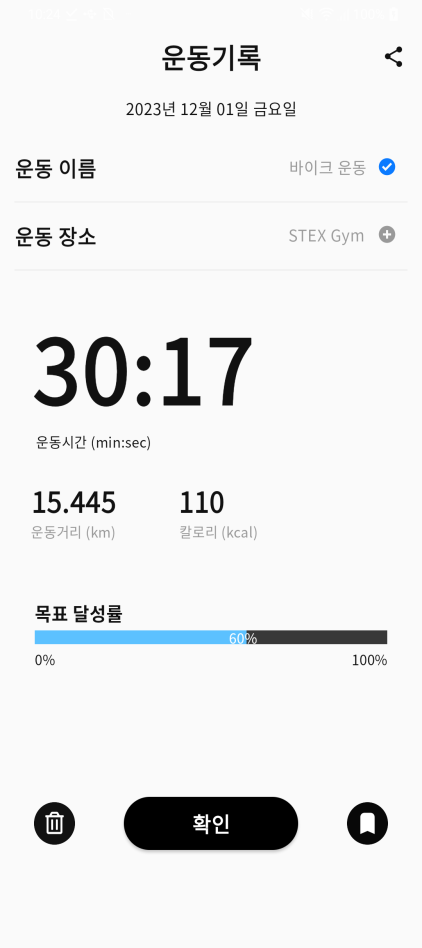 운동기록
2023년 12월 01일 금요일
운동 이름 바이크 운동
운동 장소 STEX Gym
30:17
운동시간 (min:sec)
15.445 110
운동거리 (km) 칼로리 (kcal)
목표 달성률
60%
0% 100%
확인